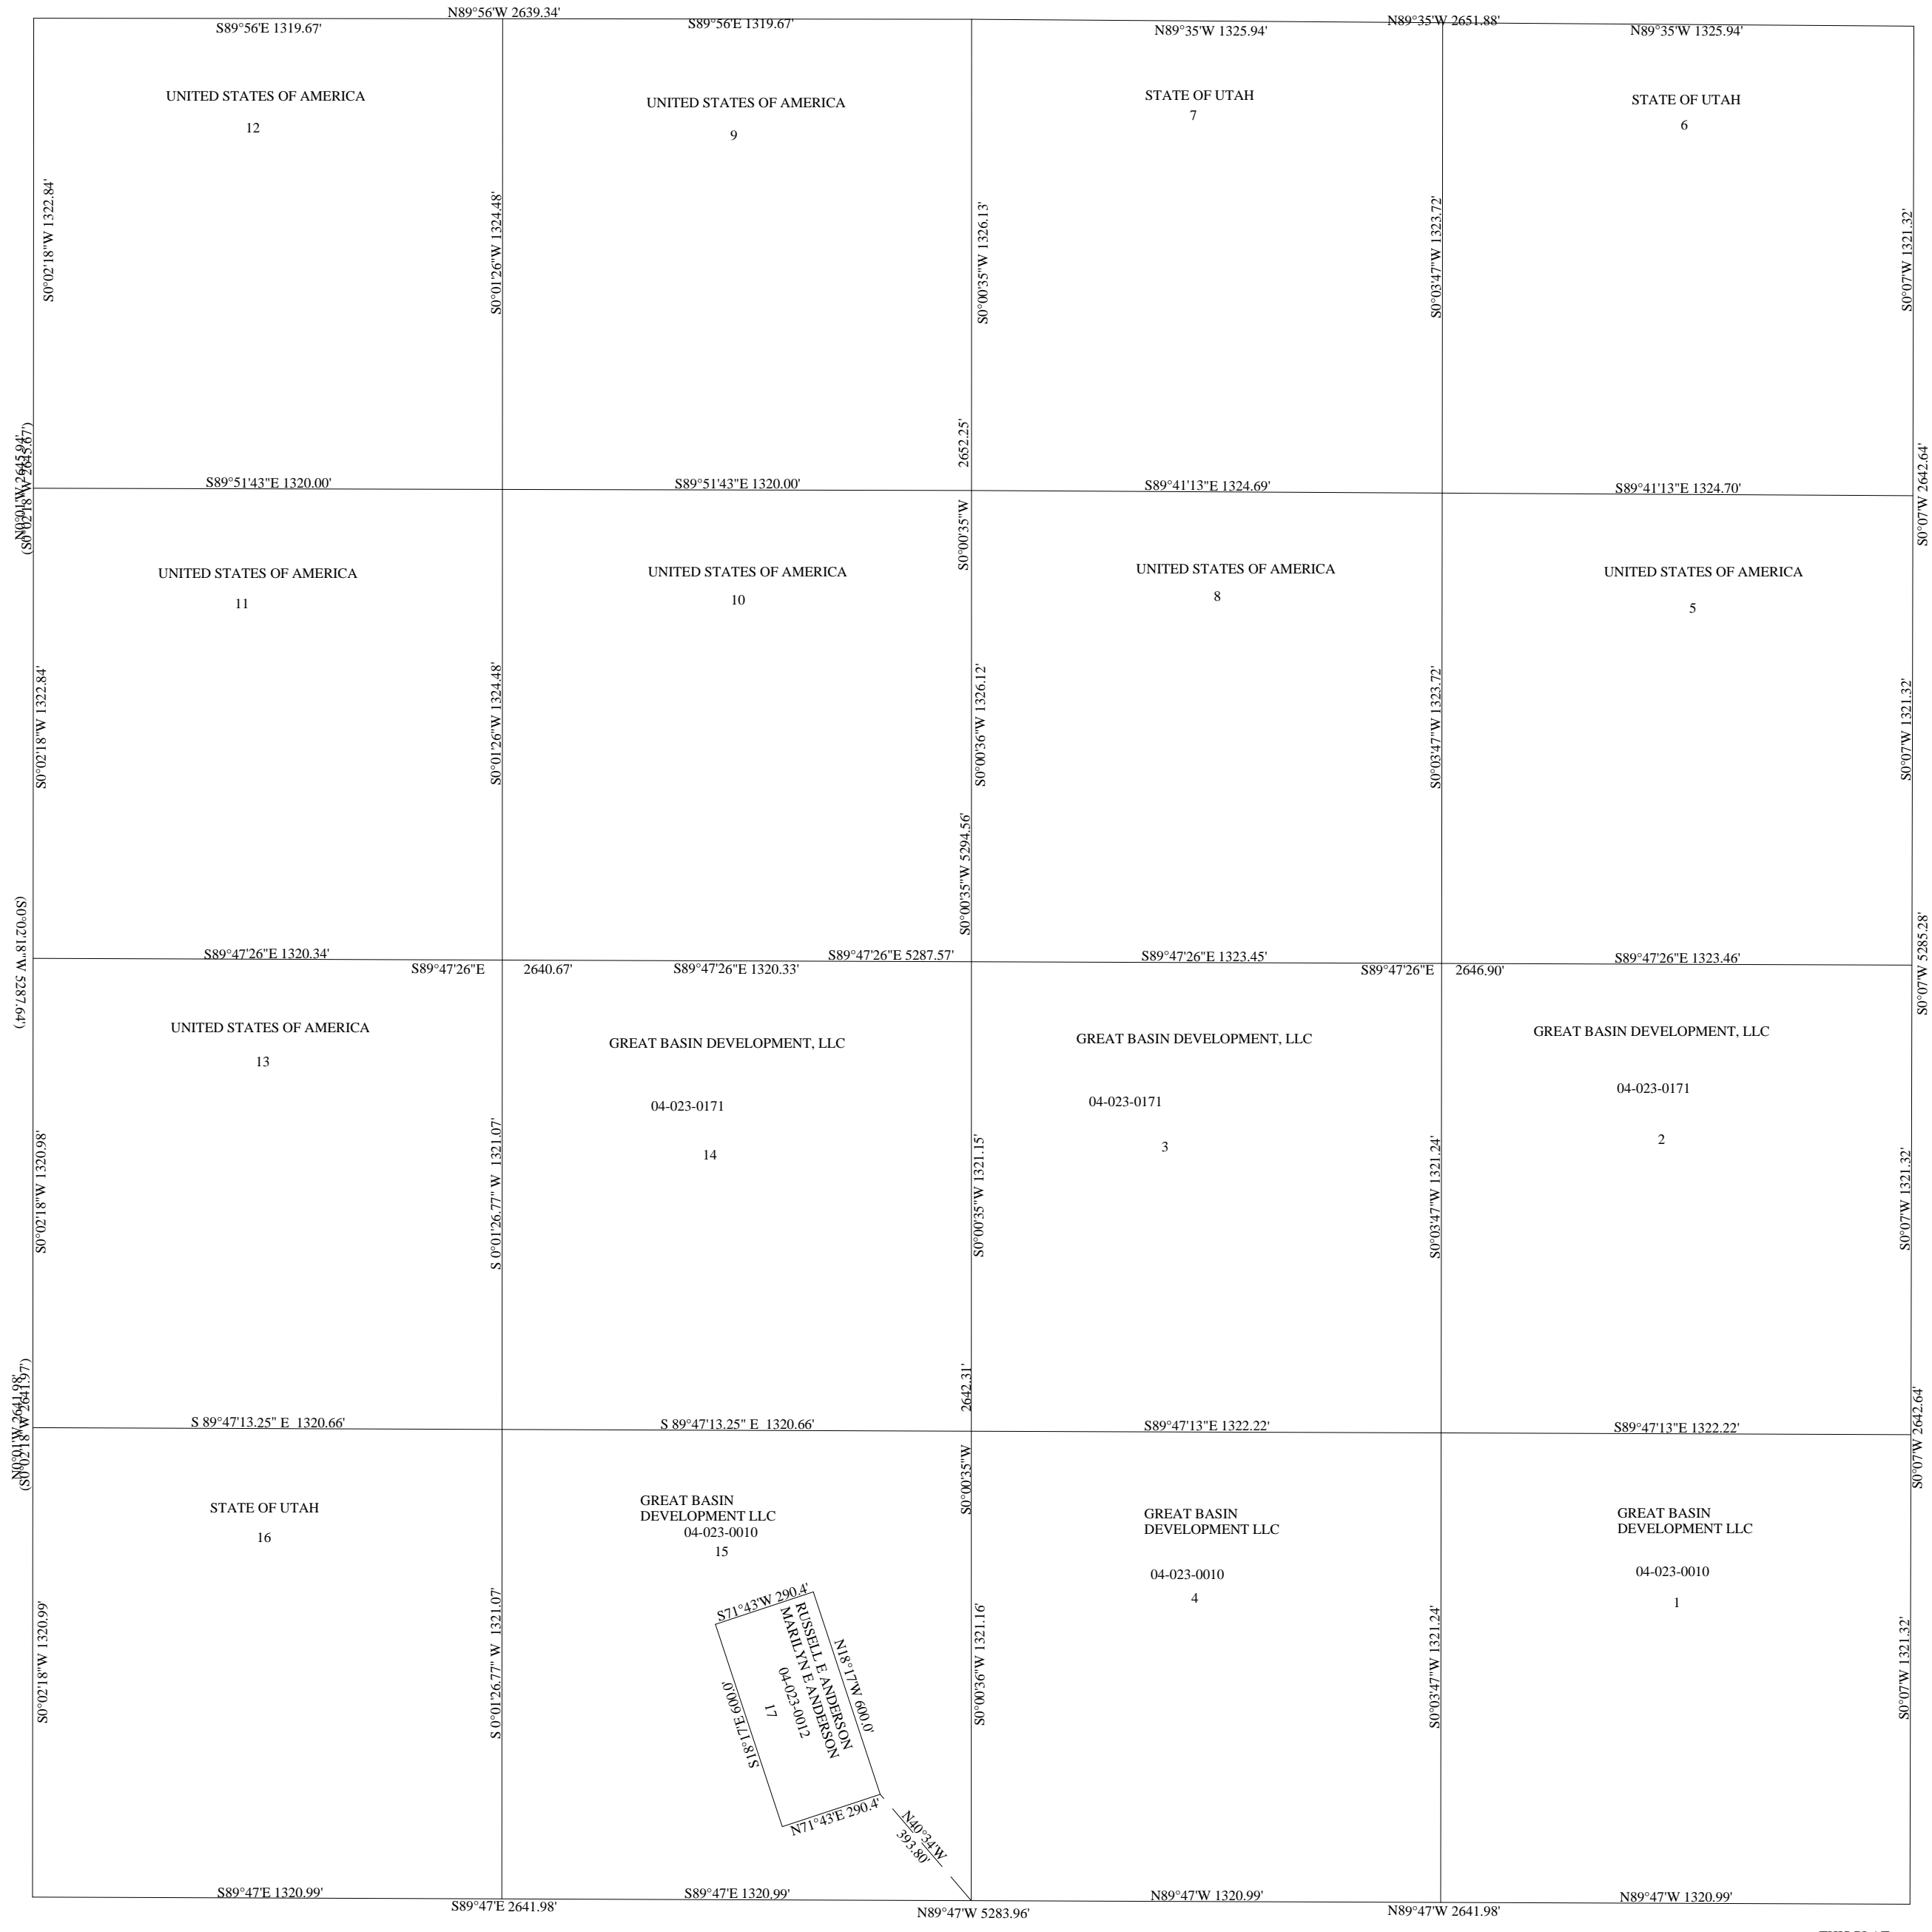 N89°56'W 2639.34'
S89°56'E 1319.67'
S89°56'E 1319.67'
N89°35'W 2651.88'
N89°35'W 1325.94'
N89°35'W 1325.94'
UNITED STATES OF AMERICA
12
UNITED STATES OF AMERICA
9
STATE OF UTAH
7
STATE OF UTAH
6
S0°02'18"W 1322.84'
S0°01'26"W 1324.48'
S0°00'35"W 1326.13'
S0°03'47"W 1323.72'
S0°07'W 1321.32'
N0°01'W 2645.94'
(S0°02'18"W 2645.67')
2652.25'
S0°00'35"W
S0°07'W 2642.64'
S89°51'43"E 1320.00'
S89°51'43"E 1320.00'
S89°41'13"E 1324.69'
S89°41'13"E 1324.70'
UNITED STATES OF AMERICA
11
UNITED STATES OF AMERICA
10
UNITED STATES OF AMERICA
8
UNITED STATES OF AMERICA
5
S0°02'18"W 1322.84'
S0°01'26"W 1324.48'
S0°00'36"W 1326.12'
S0°03'47"W 1323.72'
S0°07'W 1321.32'
S0°00'35"W 5294.56'
(S0°02'18"W 5287.64')
S0°07'W 5285.28'
S89°47'26"E 1320.34'
S89°47'26"E 2640.67'
S89°47'26"E 1320.33'
S89°47'26"E 5287.57'
S89°47'26"E 1323.45'
S89°47'26"E 2646.90'
S89°47'26"E 1323.46'
UNITED STATES OF AMERICA
13
GREAT BASIN DEVELOPMENT, LLC
04-023-0171
14
GREAT BASIN DEVELOPMENT, LLC
04-023-0171
3
GREAT BASIN DEVELOPMENT, LLC
04-023-0171
2
S0°02'18"W 1320.98'
S 0°01'26.77" W 1321.07'
S0°00'35"W 1321.15'
S0°03'47"W 1321.24'
S0°07'W 1321.32'
N0°01'W 2641.98'
(S0°02'18"W 2641.97')
2642.31'
S0°00'35"W
S0°07'W 2642.64'
S 89°47'13.25" E 1320.66'
S 89°47'13.25" E 1320.66'
S89°47'13"E 1322.22'
S89°47'13"E 1322.22'
STATE OF UTAH
16
GREAT BASIN
DEVELOPMENT LLC
04-023-0010
15
GREAT BASIN
DEVELOPMENT LLC
04-023-0010
4
GREAT BASIN
DEVELOPMENT LLC
04-023-0010
1
S0°02'18"W 1320.99'
S 0°01'26.77" W 1321.07'
S71°43'W 290.4'
N18°17'W 600.0'
RUSSELL E ANDERSON
MARILYN E ANDERSON
04-023-0012
17
S18°17'E 600.0'
N71°43'E 290.4'
N40°34'W
393.80'
S0°00'36"W 1321.16'
S0°03'47"W 1321.24'
S0°07'W 1321.32'
S89°47'E 1320.99'
S89°47'E 2641.98'
S89°47'E 1320.99'
N89°47'W 5283.96'
N89°47'W 1320.99'
N89°47'W 2641.98'
N89°47'W 1320.99'